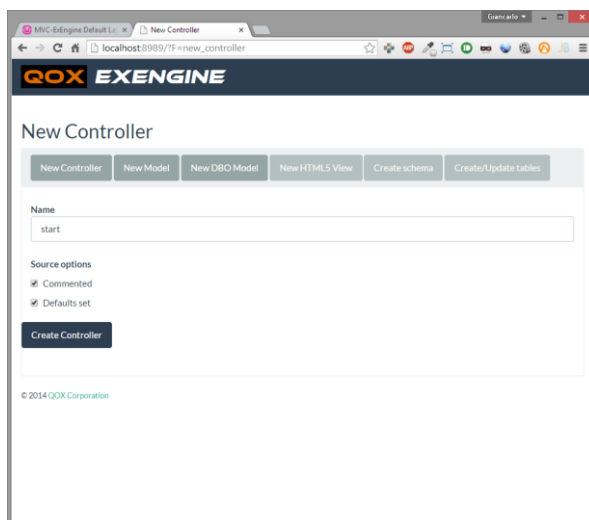 Giancarlo
MVC-ExEngine Default La
New Controller
localhost:8989/?F=new_controller
QOX EXENGINE
New Controller
New Controller New Model New DBO Model New HTML5 View Create schema Create/Update tables
Name
start
Source options
Commented
Defaults set
Create Controller
© 2014 QOX Corporation